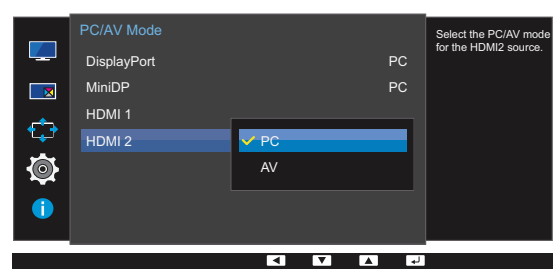 PC/AV Mode
DisplayPort PC
MiniDP PC
HDMI 1
HDMI 2
PC
AV
Select the PC/AV mode
for the HDMI2 source.